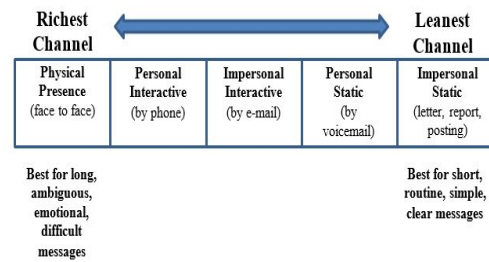 Richest
Channel
Leanest
Channel
Physical
Presence
(face to face)
Personal
Interactive
(by phone)
Impersonal
Interactive
(by e-mail)
Personal
Static
(by
voicemail)
Impersonal
Static
(letter, report,
posting)
Best for long,
ambiguous,
emotional,
difficult
messages
Best for short,
routine, simple,
clear messages